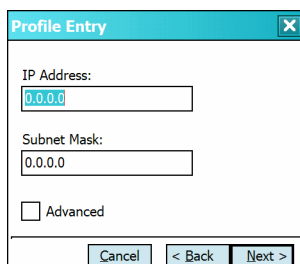 Profile Entry
IP Address:
0.0.0.0
Subnet Mask:
0.0.0.0
Advanced
Cancel
< Back
Next >